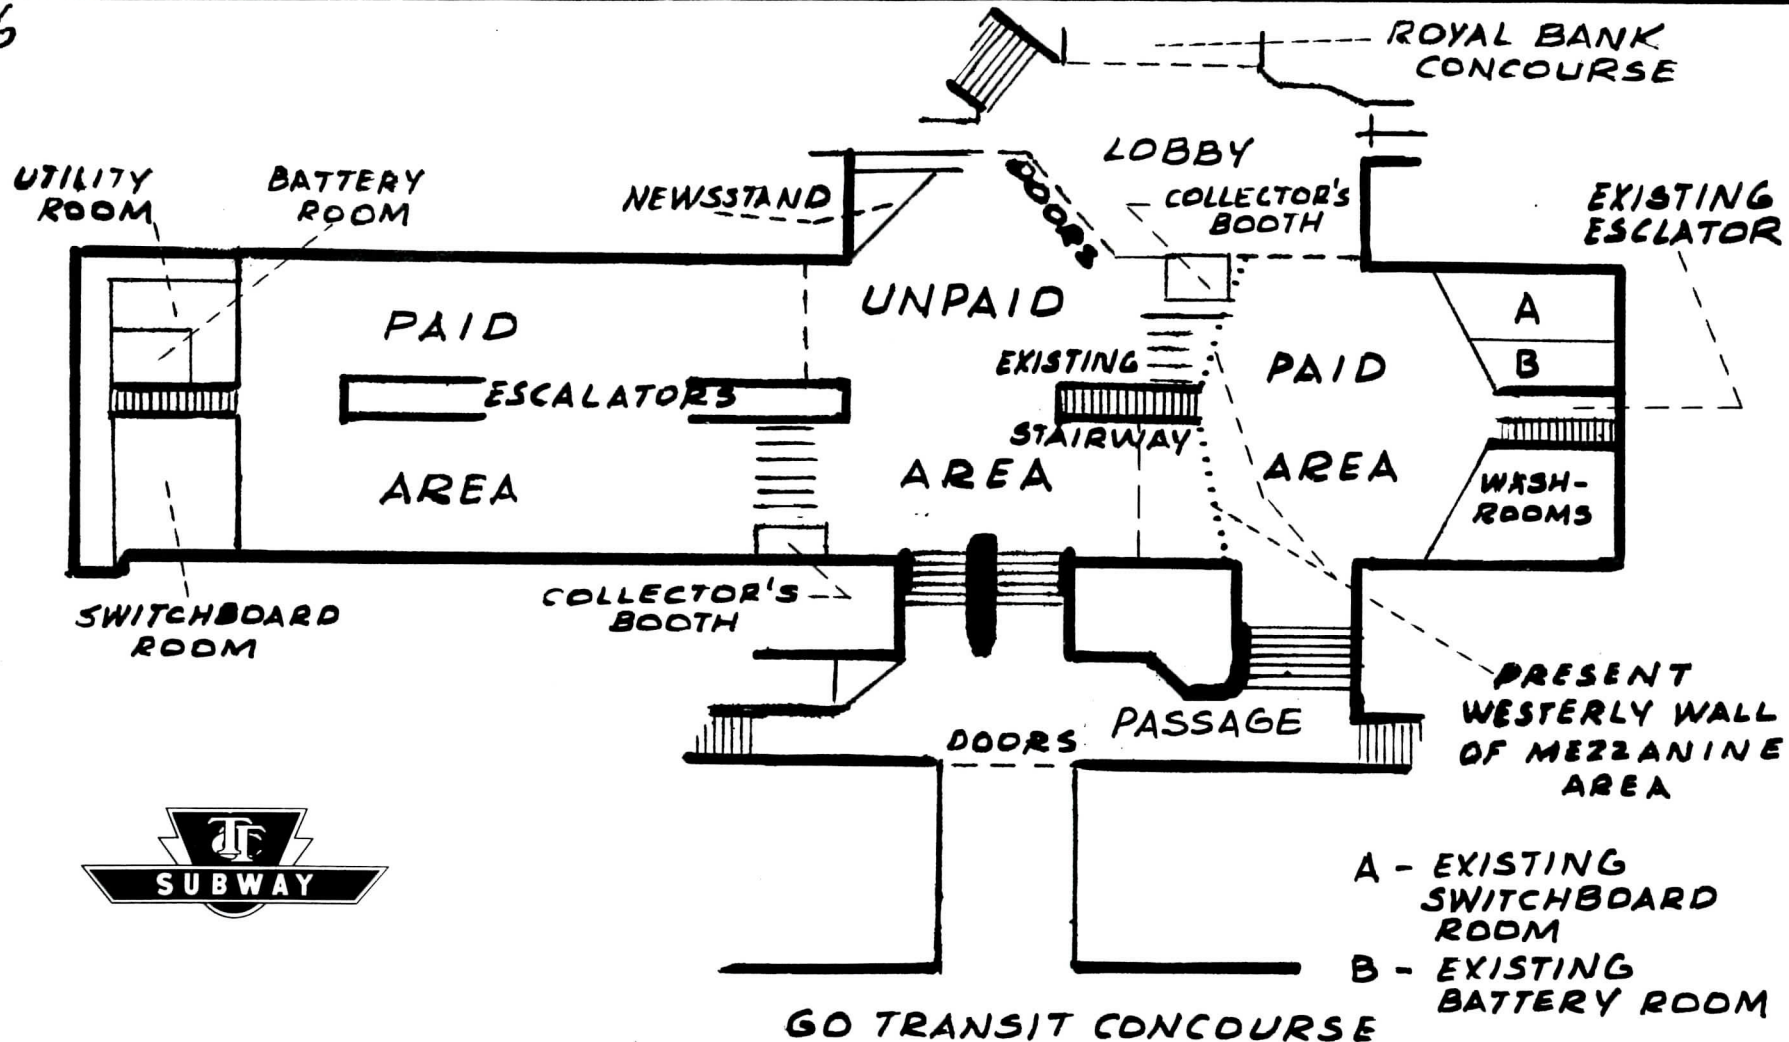 6
ROYAL BANK
CONCOURSE
LOBBY
UTILITY
ROOM
BATTERY
ROOM
NEWSSTAND
DOORS
COLLECTOR'S
BOOTH
EXISTING
ESCLATOR
PAID
UNPAID
A
EXISTING
PAID
B
ESCALATORS
STAIRWAY
AREA
AREA
AREA
WASH-
ROOMS
SWITCHBOARD
ROOM
COLLECTOR'S
BOOTH
PRESENT
WESTERLY WALL
OF MEZZANINE
AREA
PASSAGE
DOORS
TTC
SUBWAY
A - EXISTING
SWITCHBOARD
ROOM
B - EXISTING
BATTERY ROOM
GO TRANSIT CONCOURSE